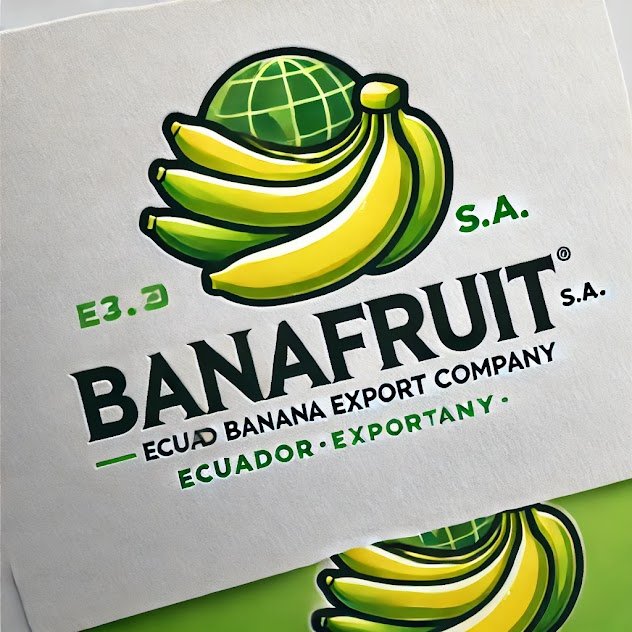 S.A.
E3.
BANAFRUIT®
S.A.
ECUAD BANANA EXPORT COMPANY
ECUADOR · EXPORTANY ·